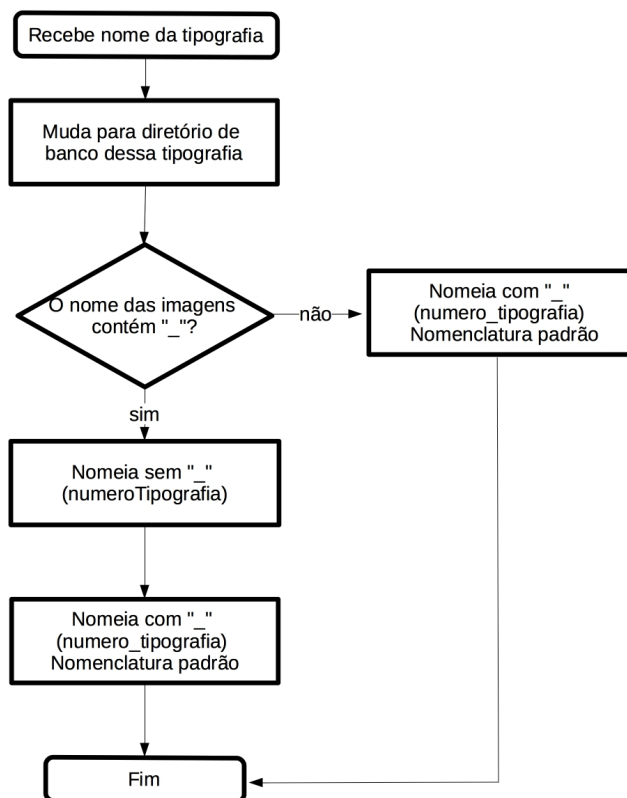 Recebe nome da tipografia
Muda para diretório de
banco dessa tipografia
O nome das imagens
contém "_"?
não
Nomeia com "_"
(numero_tipografia)
Nomenclatura padrão
sim
Nomeia sem "_"
(numeroTipografia)
Nomeia com "_"
(numero_tipografia)
Nomenclatura padrão
Fim